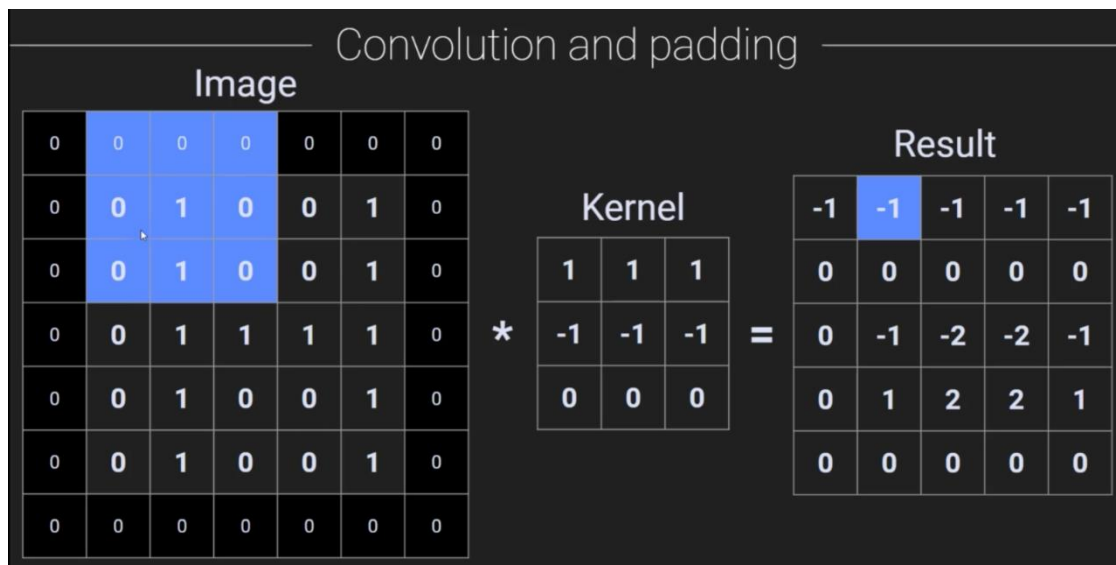 Convolution and padding
Image
0 0 0 0 0 0 0
0 0 1 0 0 1 0
0 0 1 0 0 1 0
0 0 1 1 1 1 0
0 0 1 0 0 1 0
0 0 1 0 0 1 0
0 0 0 0 0 0 0
*
Kernel
1 1 1
-1 -1 -1
0 0 0
=
Result
-1 -1 -1 -1 -1
0 0 0 0 0
0 -1 -2 -2 -1
0 1 2 2 1
0 0 0 0 0